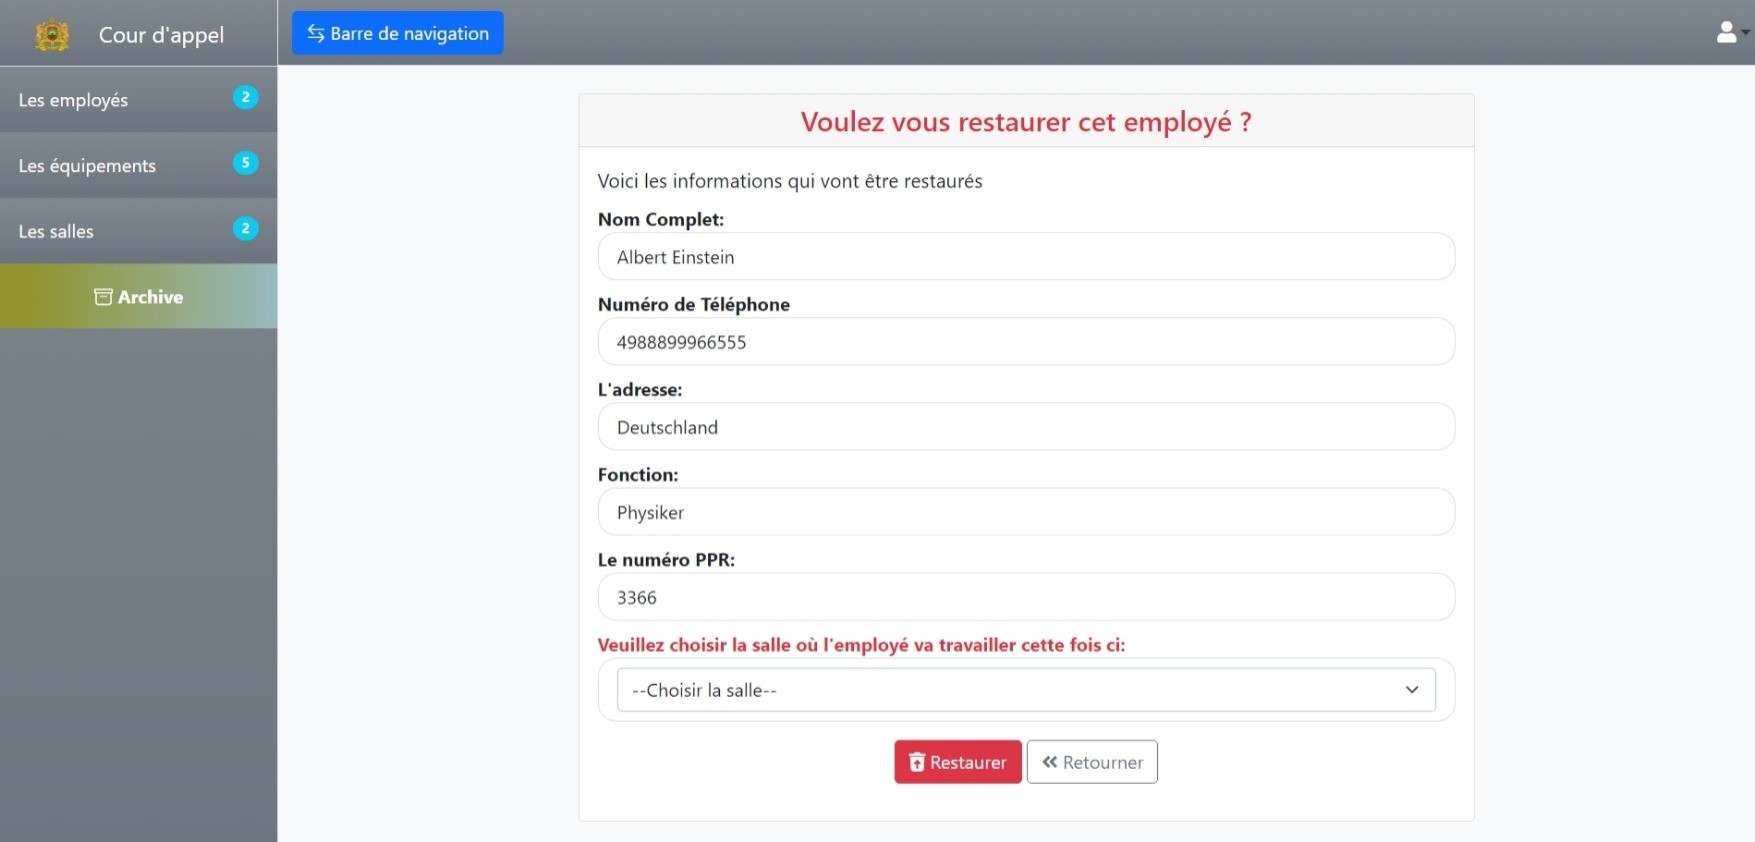 Cour d'appel
Barre de navigation
Les employés 2
Les équipements 5
Les salles 2
Archive
Voulez vous restaurer cet employé ?
Voici les informations qui vont être restaurés
Nom Complet:
Albert Einstein
Numéro de Téléphone
4988899966555
L'adresse:
Deutschland
Fonction:
Physiker
Le numéro PPR:
3366
Veuillez choisir la salle où l'employé va travailler cette fois ci:
--Choisir la salle--
Restaurer
Retourner